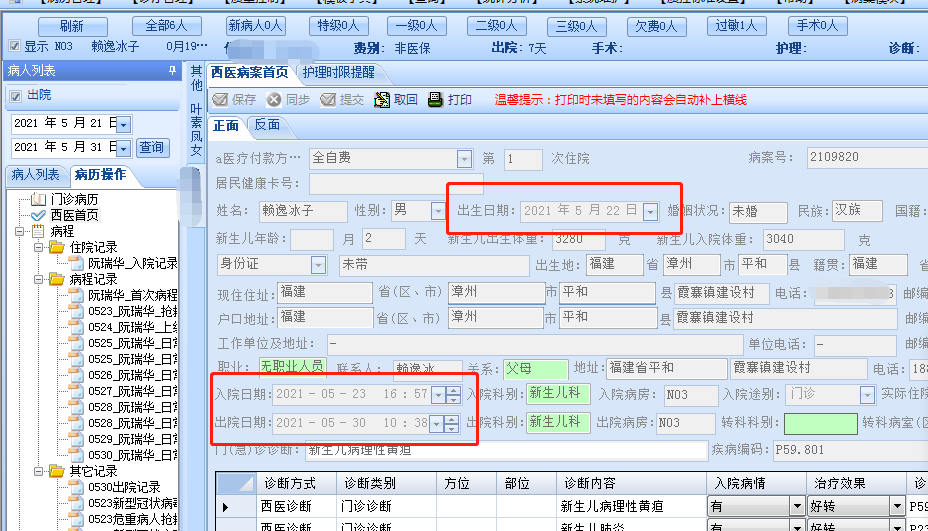 刷新 全部6人 新病人0人 特级0人 一级0人 二级0人 三级0人 欠费0人 过敏1人 手术0人
显示 N03 赖逸冰子 0月19… 费别: 非医保 出院: 7天 手术: 护理: 诊断:
病人列表
出院
2021 年 5 月 21 日
2021 年 5 月 31 日 查询
病人列表 病历操作
门诊病历
西医首页
病程
住院记录
阮瑞华_入院记录
病程记录
阮瑞华_首次病程
0523_阮瑞华_抢
0524_阮瑞华_上级
0525_阮瑞华_日常
0525_阮瑞华_日常
0526_阮瑞华_日常
0527_阮瑞华_日常
0528_阮瑞华_日常
0528_阮瑞华_日常
0529_阮瑞华_日常
0530_阮瑞华_日常
其它记录
0530出院记录
0523新型冠状病毒
0523危重病人抢
其他
叶素凤女
西医病案首页 护理时限提醒
保存 同步 提交 取回 打印 温馨提示:打印时未填写的内容会自动补上横线
正面 反面
a医疗付款方… 全自费 第 1 次住院 病案号: 2109820
居民健康卡号:
姓名: 赖逸冰子 性别: 男 出生日期: 2021 年 5 月 22 日 婚姻状况: 未婚 民族: 汉族 国籍:
新生儿年龄: 月 2 天 新生儿出生体重: 3280 克 新生儿入院体重: 3040 克
身份证 未带 出生地: 福建 省 漳州 市 平和 县 籍贯: 福建 省
现住住址: 福建 省(区、市) 漳州 市 平和 县 霞寨镇建设村 电话: 3 邮编
户口地址: 福建 省(区、市) 漳州 市 平和 县 霞寨镇建设村 邮编
工作单位及地址: － 单位电话: － 邮编
职业: 无职业人员 联系人: 赖逸冰 关系: 父母 地址: 福建省平和 霞寨镇建设村 电话: 188
入院日期: 2021－05－23 16：57 入院科别: 新生儿科 入院病房: N03 入院途别: 门诊 实际住院
出院日期: 2021－05－30 10：38 出院科别: 新生儿科 出院病房: N03 转科科别: 转科病室(区
门(急)诊诊断: 新生儿病理性黄疸 疾病编码: P59.801
诊断方式 诊断类别 方位 部位 诊断内容 入院病情 治疗效果 诊
西医诊断 门诊诊断 新生儿病理性黄疸 有 好转 P59
西医诊断 门诊诊断 新生儿肺炎 有 好转